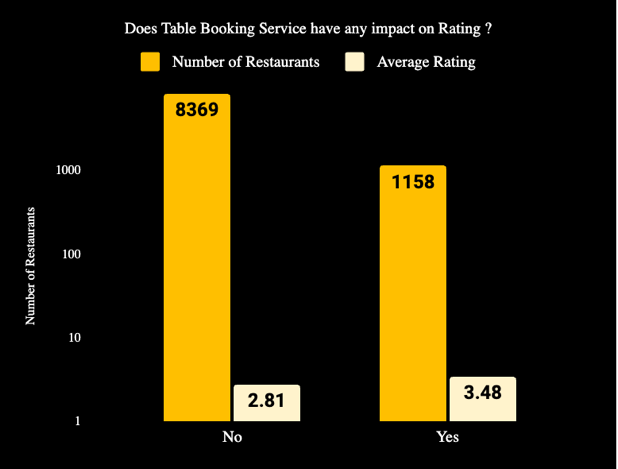 Does Table Booking Service have any impact on Rating ?
Number of Restaurants
Average Rating
8369
1000
1158
Number of Restaurants
100
10
2.81
3.48
1
No
Yes